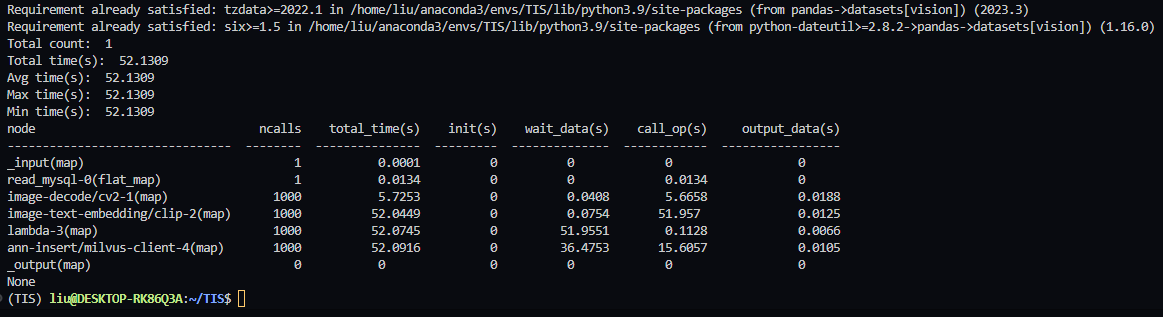 Requirement already satisfied: tzdata>=2022.1 in /home/liu/anaconda3/envs/TIS/lib/python3.9/site-packages (from pandas->datasets[vision]) (2023.3)
Requirement already satisfied: six>=1.5 in /home/liu/anaconda3/envs/TIS/lib/python3.9/site-packages (from python-dateutil>=2.8.2->pandas->datasets[vision]) (1.16.0)
Total count:  1
Total time(s):  52.1309
Avg time(s):  52.1309
Max time(s):  52.1309
Min time(s):  52.1309
node                              ncalls    total_time(s)    init(s)    wait_data(s)    call_op(s)    output_data(s)
------------------------------  --------  ---------------  ---------  --------------  ------------  ----------------
_input(map)                            1           0.0001          0          0             0                 0
read_mysql-0(flat_map)                 1           0.0134          0          0             0.0134            0
image-decode/cv2-1(map)             1000           5.7253          0          0.0408        5.6658            0.0188
image-text-embedding/clip-2(map)    1000          52.0449          0          0.0754       51.957             0.0125
lambda-3(map)                       1000          52.0745          0         51.9551        0.1128            0.0066
ann-insert/milvus-client-4(map)     1000          52.0916          0         36.4753       15.6057            0.0105
_output(map)                           0           0               0          0             0                 0
None
(TIS) liu@DESKTOP-RK86Q3A:~/TIS$